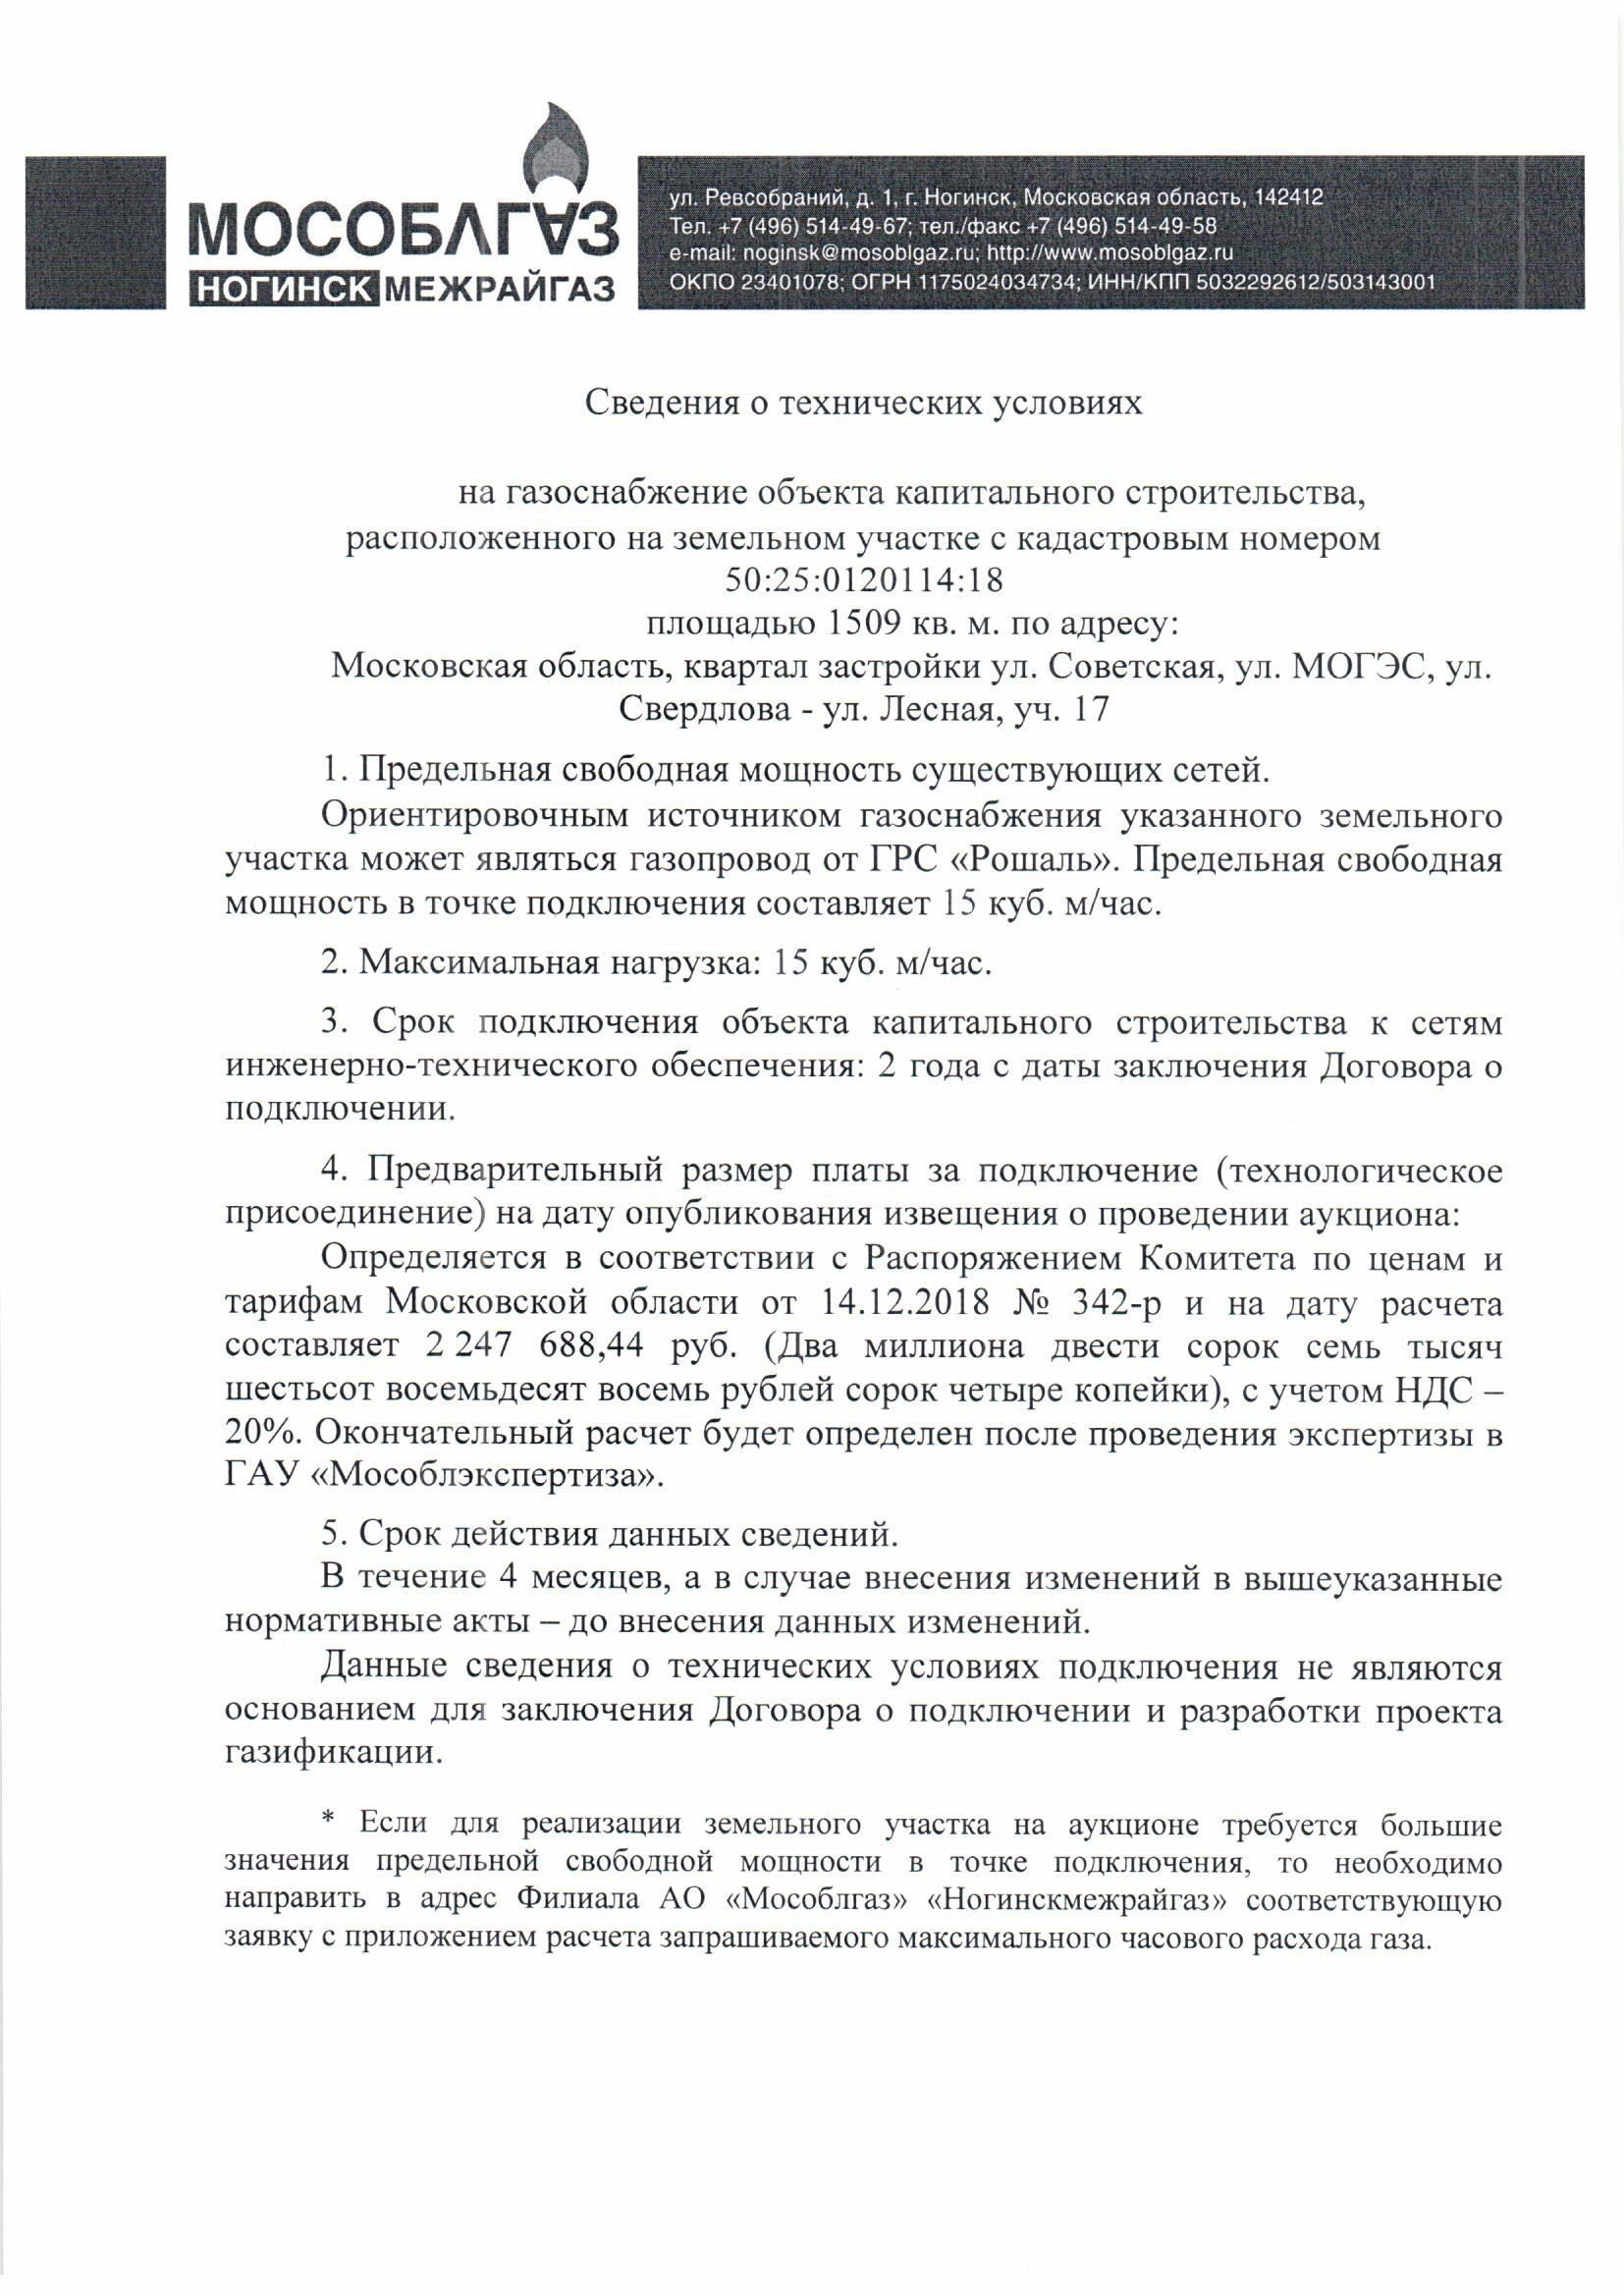 МОСОБЛГАЗ
НОГИНСК МЕЖРАЙГАЗ
ул. Ревсобраний, д. 1, г. Ногинск, Московская область, 142412
Тел. +7 (496) 514-49-67; тел./факс +7 (496) 514-49-58
e-mail: noginsk@mosoblgaz.ru; http://www.mosoblgaz.ru
ОКПО 23401078; ОГРН 1175024034734; ИНН/КПП 5032292612/503143001
Сведения о технических условиях
на газоснабжение объекта капитального строительства,
расположенного на земельном участке с кадастровым номером
50:25:0120114:18
площадью 1509 кв. м. по адресу:
Московская область, квартал застройки ул. Советская, ул. МОГЭС, ул.
Свердлова - ул. Лесная, уч. 17
1. Предельная свободная мощность существующих сетей.
Ориентировочным источником газоснабжения указанного земельного
участка может являться газопровод от ГРС «Рошаль». Предельная свободная
мощность в точке подключения составляет 15 куб. м/час.
2. Максимальная нагрузка: 15 куб. м/час.
3. Срок подключения объекта капитального строительства к сетям
инженерно-технического обеспечения: 2 года с даты заключения Договора о
подключении.
4. Предварительный размер платы за подключение (технологическое
присоединение) на дату опубликования извещения о проведении аукциона:
Определяется в соответствии с Распоряжением Комитета по ценам и
тарифам Московской области от 14.12.2018 № 342-р и на дату расчета
составляет 2 247 688,44 руб. (Два миллиона двести сорок семь тысяч
шестьсот восемьдесят восемь рублей сорок четыре копейки), с учетом НДС –
20%. Окончательный расчет будет определен после проведения экспертизы в
ГАУ «Мособлэкспертиза».
5. Срок действия данных сведений.
В течение 4 месяцев, а в случае внесения изменений в вышеуказанные
нормативные акты – до внесения данных изменений.
Данные сведения о технических условиях подключения не являются
основанием для заключения Договора о подключении и разработки проекта
газификации.
* Если для реализации земельного участка на аукционе требуется большие
значения предельной свободной мощности в точке подключения, то необходимо
направить в адрес Филиала АО «Мособлгаз» «Ногинскмежрайгаз» соответствующую
заявку с приложением расчета запрашиваемого максимального часового расхода газа.